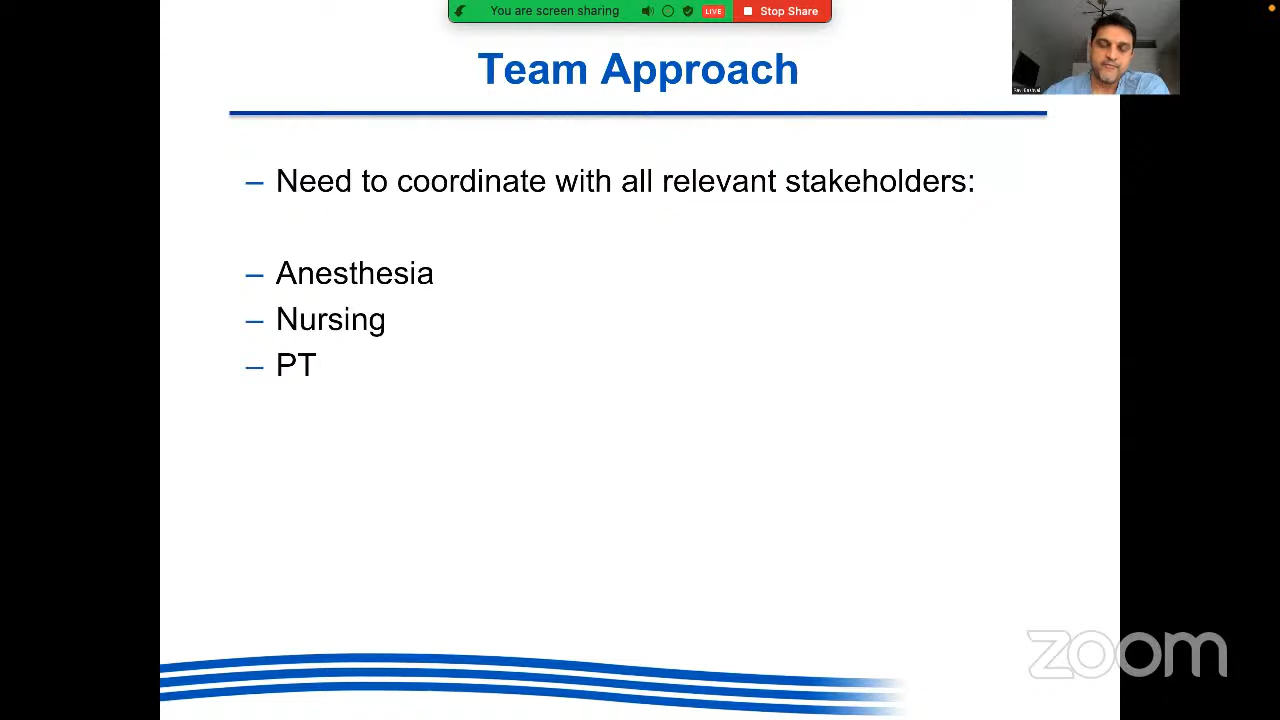 You are screen sharing
LIVE
Stop Share
Team Approach
– Need to coordinate with all relevant stakeholders:
– Anesthesia
– Nursing
– PT
zoom